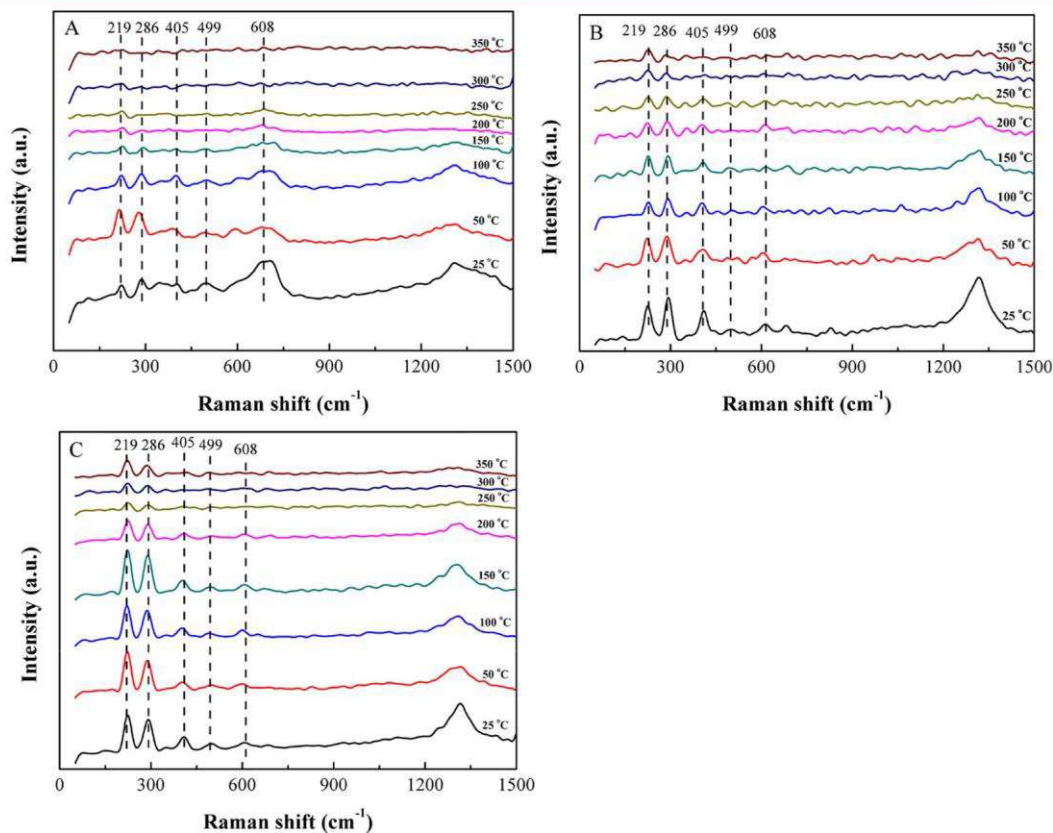 A
219 286 405 499 608
350 °C
300 °C
250 °C
200 °C
150 °C
100 °C
50 °C
25 °C
Intensity (a.u.)
0 300 600 900 1200 1500
Raman shift (cm-1)
B
219 286 405 499 608
350 °C
300 °C
250 °C
200 °C
150 °C
100 °C
50 °C
25 °C
Intensity (a.u.)
0 300 600 900 1200 1500
Raman shift (cm-1)
C
219 286 405 499 608
350 °C
300 °C
250 °C
200 °C
150 °C
100 °C
50 °C
25 °C
Intensity (a.u.)
0 300 600 900 1200 1500
Raman shift (cm-1)